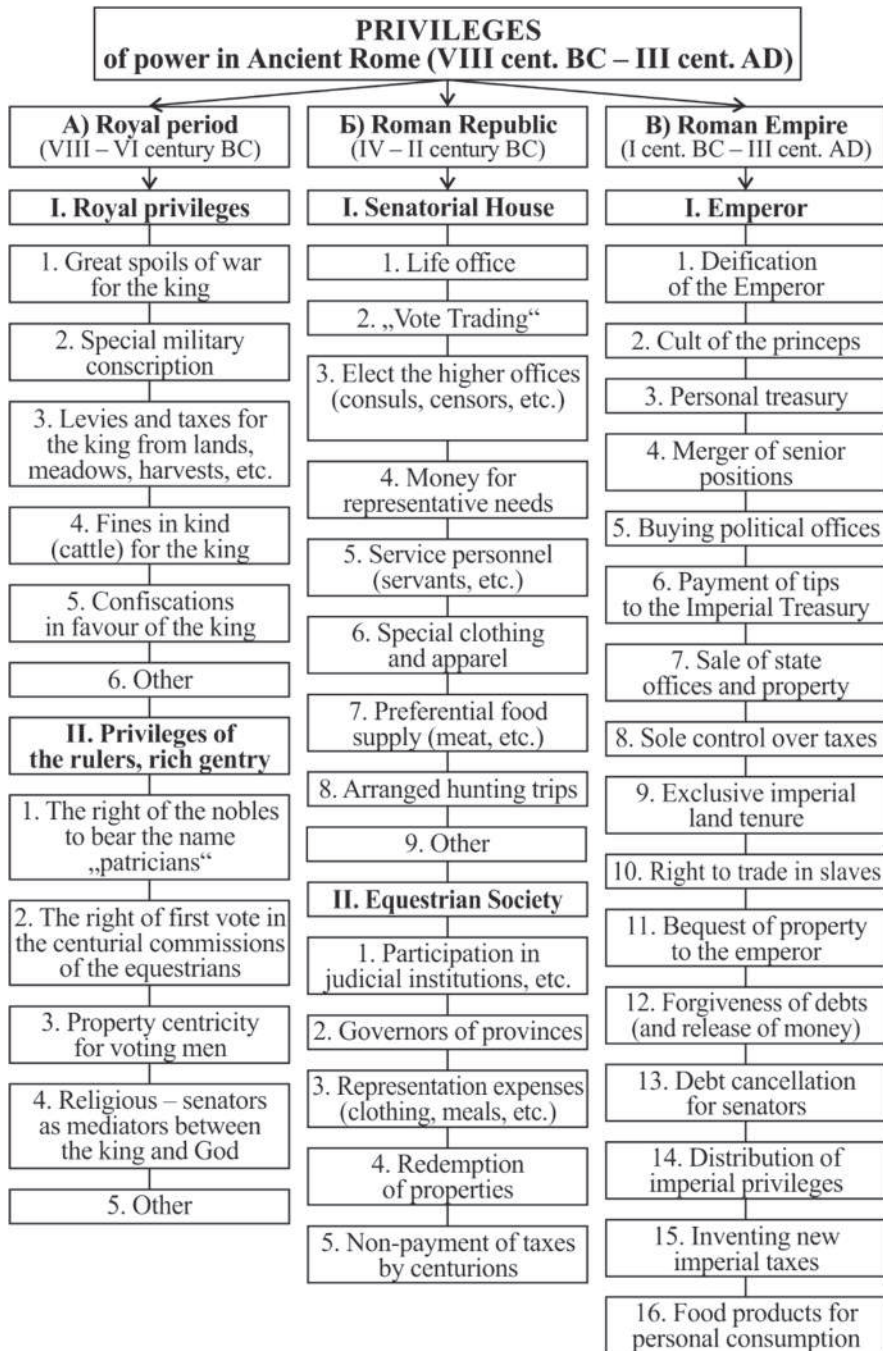 PRIVILEGES
of power in Ancient Rome (VIII cent. BC – III cent. AD)
А) Royal period
(VIII – VI century BC)
I. Royal privileges
1. Great spoils of war
for the king
2. Special military
conscription
3. Levies and taxes for
the king from lands,
meadows, harvests, etc.
4. Fines in kind
(cattle) for the king
5. Confiscations
in favour of the king
6. Other
II. Privileges of
the rulers, rich gentry
1. The right of the nobles
to bear the name
„patricians“
2. The right of first vote in
the centurial commissions
of the equestrians
3. Property centricity
for voting men
4. Religious – senators
as mediators between
the king and God
5. Other
Б) Roman Republic
(IV – II century BC)
I. Senatorial House
1. Life office
2. „Vote Trading“
3. Elect the higher offices
(consuls, censors, etc.)
4. Money for
representative needs
5. Service personnel
(servants, etc.)
6. Special clothing
and apparel
7. Preferential food
supply (meat, etc.)
8. Arranged hunting trips
9. Other
II. Equestrian Society
1. Participation in
judicial institutions, etc.
2. Governors of provinces
3. Representation expenses
(clothing, meals, etc.)
4. Redemption
of properties
5. Non-payment of taxes
by centurions
В) Roman Empire
(I cent. BC – III cent. AD)
I. Emperor
1. Deification
of the Emperor
2. Cult of the princeps
3. Personal treasury
4. Merger of senior
positions
5. Buying political offices
6. Payment of tips
to the Imperial Treasury
7. Sale of state
offices and property
8. Sole control over taxes
9. Exclusive imperial
land tenure
10. Right to trade in slaves
11. Bequest of property
to the emperor
12. Forgiveness of debts
(and release of money)
13. Debt cancellation
for senators
14. Distribution of
imperial privileges
15. Inventing new
imperial taxes
16. Food products for
personal consumption